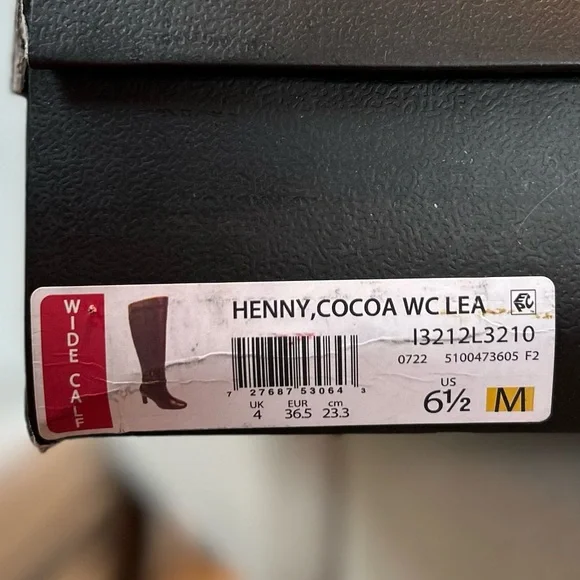 WIDE CALF
HENNY,COCOA WC LEA
I3212L3210
0722 5100473605 F2
7 27687 53064 3
UK EUR cm
4 36.5 23.3
US
6½ M